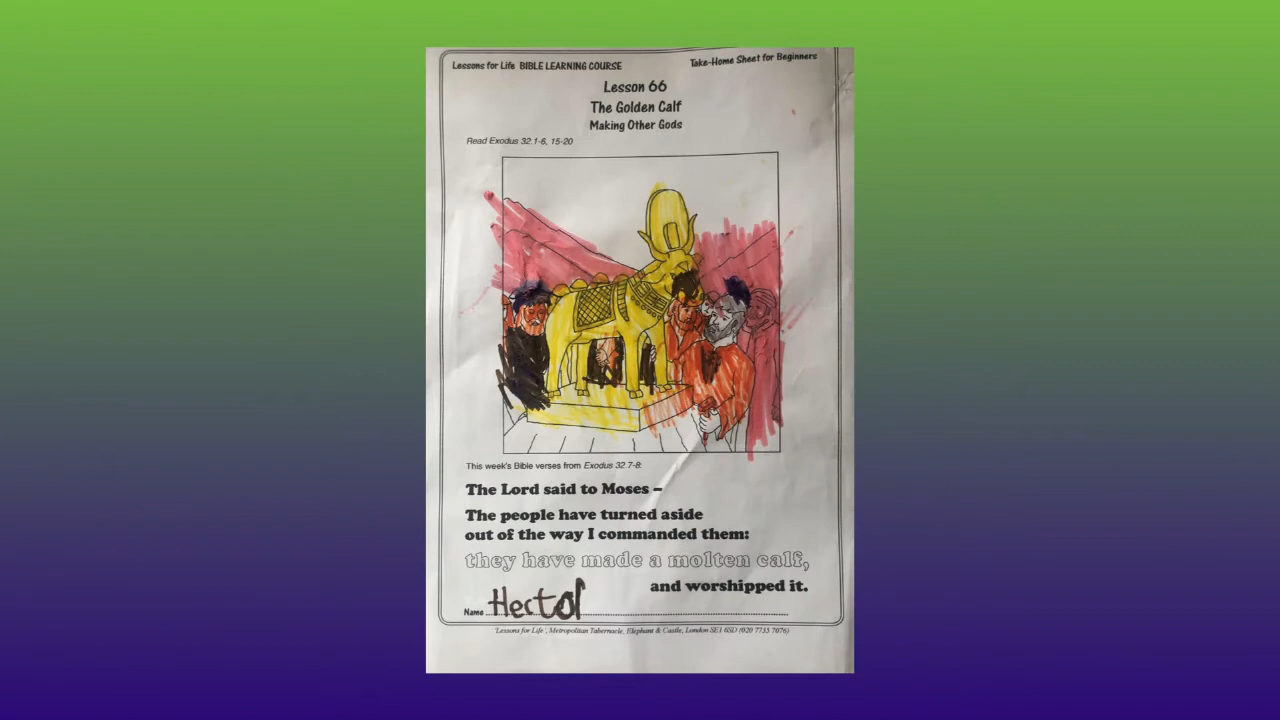 Lessons for Life BIBLE LEARNING COURSE
Take-Home Sheet for Beginners
Lesson 66
The Golden Calf
Making Other Gods
Read Exodus 32.1-6, 15-20
This week's Bible verses from Exodus 32.7-8:
The Lord said to Moses –
The people have turned aside
out of the way I commanded them:
they have made a molten calf,
and worshipped it.
Name Hector
'Lessons for Life', Metropolitan Tabernacle, Elephant & Castle, London SE1 6SD (020 7735 7076)